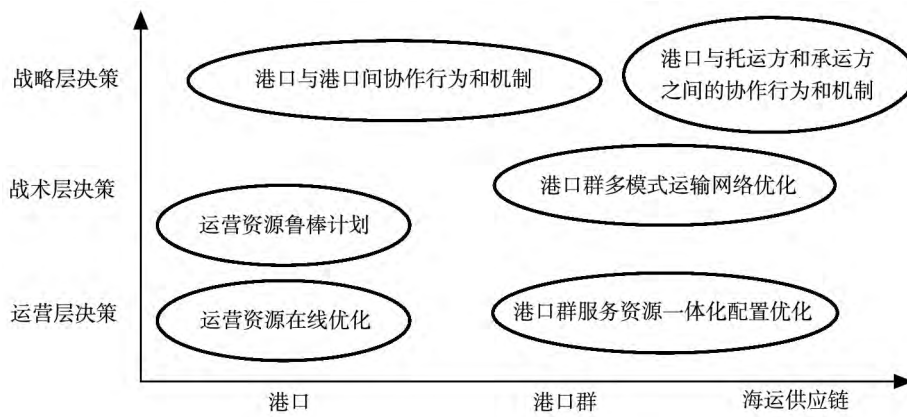 战略层决策
港口与港口间协作行为和机制
港口与托运方和承运方
之间的协作行为和机制
战术层决策
港口群多模式运输网络优化
运营资源鲁棒计划
运营层决策
运营资源在线优化
港口群服务资源一体化配置优化
港口
港口群
海运供应链